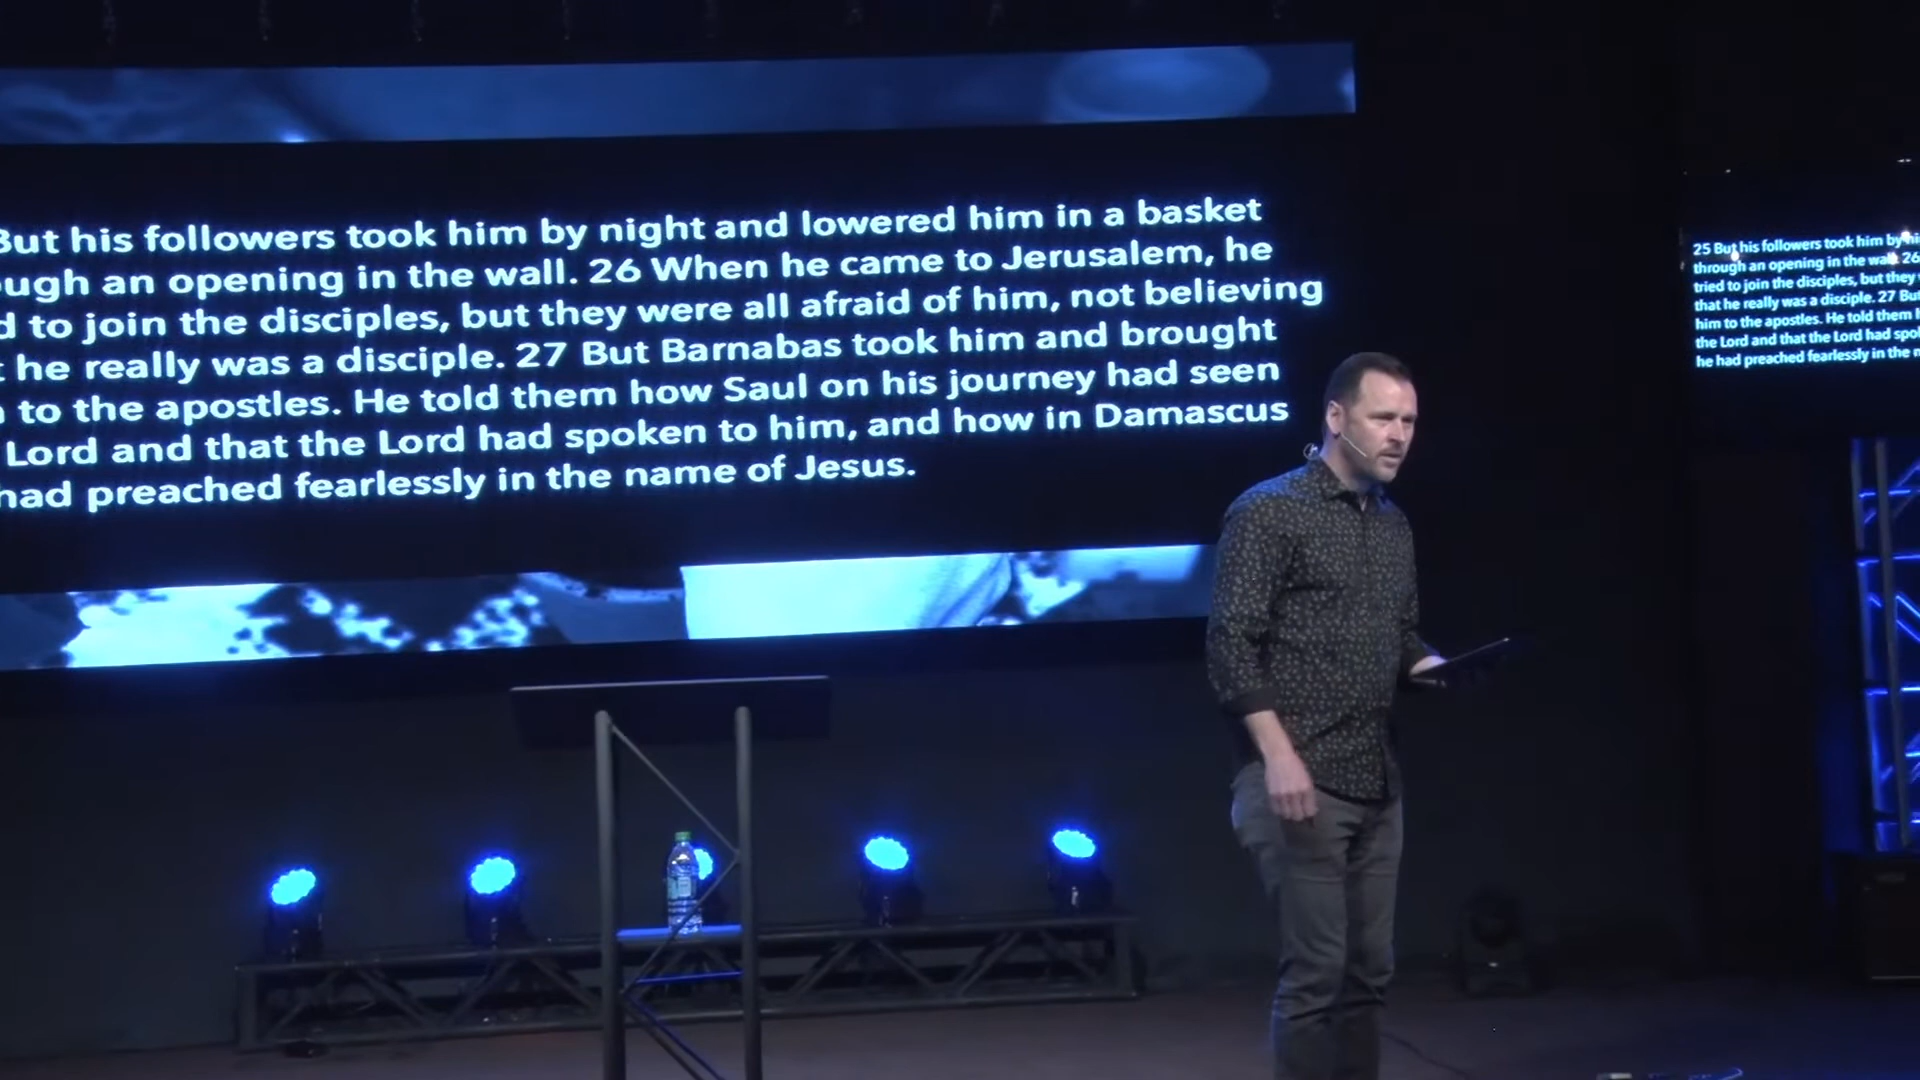 But his followers took him by night and lowered him in a basket
ugh an opening in the wall. 26 When he came to Jerusalem, he
d to join the disciples, but they were all afraid of him, not believing
he really was a disciple. 27 But Barnabas took him and brought
to the apostles. He told them how Saul on his journey had seen
Lord and that the Lord had spoken to him, and how in Damascus
had preached fearlessly in the name of Jesus.
25 But his followers took him by
through an opening in the wall. 26
tried to join the disciples, but they
that he really was a disciple. 27 But
him to the apostles. He told them
the Lord and that the Lord had spo
he had preached fearlessly in the